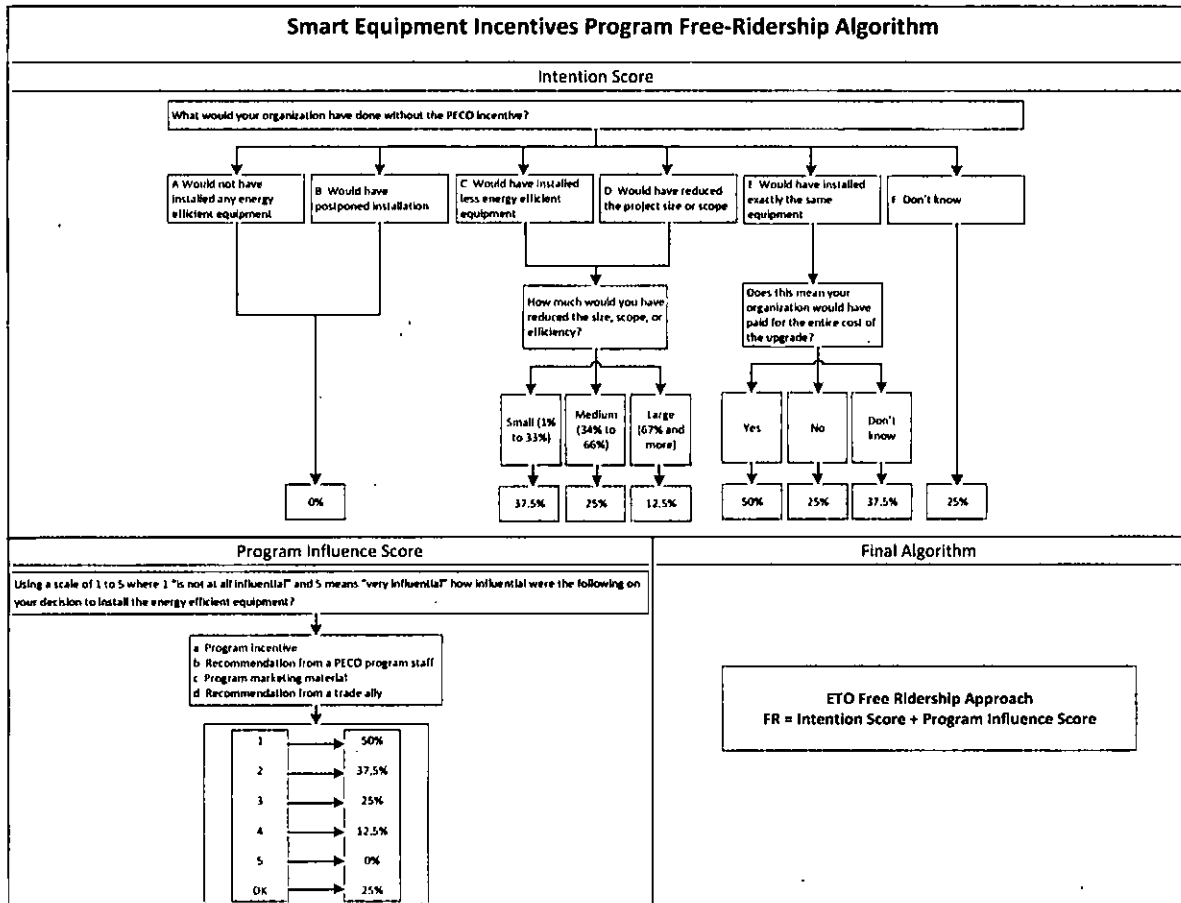 Smart Equipment Incentives Program Free-Ridership Algorithm
Intention Score
What would your organization have done without the PECO incentive?
A Would not have
installed any energy
efficient equipment
B Would have
postponed installation
C Would have installed
less energy efficient
equipment
D Would have reduced
the project size or scope
E Would have installed
exactly the same
equipment
F Don't know
How much would you have
reduced the size, scope, or
efficiency?
Does this mean your
organization would have
paid for the entire cost of
the upgrade?
Small (1%
to 33%)
Medium
(34% to
66%)
Large
(67% and
more)
Yes
No
Don't
know
0%
37.5%
25%
12.5%
50%
25%
37.5%
25%
Program Influence Score
Using a scale of 1 to 5 where 1 "is not at all influential" and 5 means "very influential" how influential were the following on
your decision to install the energy efficient equipment?
a Program incentive
b Recommendation from a PECO program staff
c Program marketing material
d Recommendation from a trade ally
1 50%
2 37.5%
3 25%
4 12.5%
5 0%
DK 25%
Final Algorithm
ETO Free Ridership Approach
FR = Intention Score + Program Influence Score